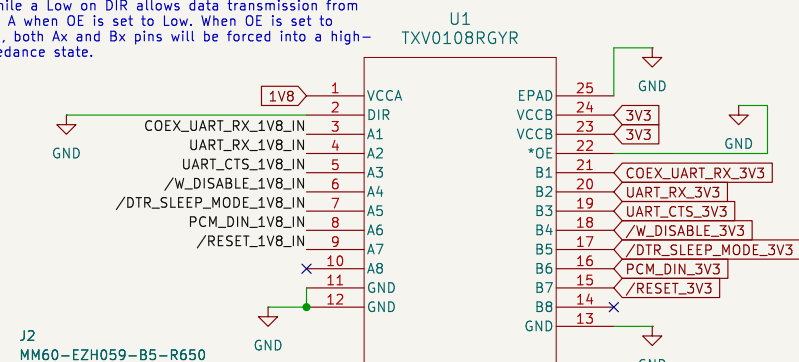 hile a Low on DIR allows data transmission from
A when OE is set to Low. When OE is set to
, both Ax and Bx pins will be forced into a high-
edance state.
U1
TXV0108RGYR
1V8
1 VCCA
2 DIR
GND
COEX_UART_RX_1V8_IN 3 A1
UART_RX_1V8_IN 4 A2
UART_CTS_1V8_IN 5 A3
/W_DISABLE_1V8_IN 6 A4
/DTR_SLEEP_MODE_1V8_IN 7 A5
PCM_DIN_1V8_IN 8 A6
/RESET_1V8_IN 9 A7
10 A8
11 GND
12 GND
GND
EPAD 25
GND
VCCB 24 3V3
VCCB 23 3V3
*OE 22
GND
B1 21 COEX_UART_RX_3V3
B2 20 UART_RX_3V3
B3 19 UART_CTS_3V3
B4 18 /W_DISABLE_3V3
B5 17 /DTR_SLEEP_MODE_3V3
B6 16 PCM_DIN_3V3
B7 15 /RESET_3V3
B8 14
GND 13
J2
MM60-EZH059-B5-R650